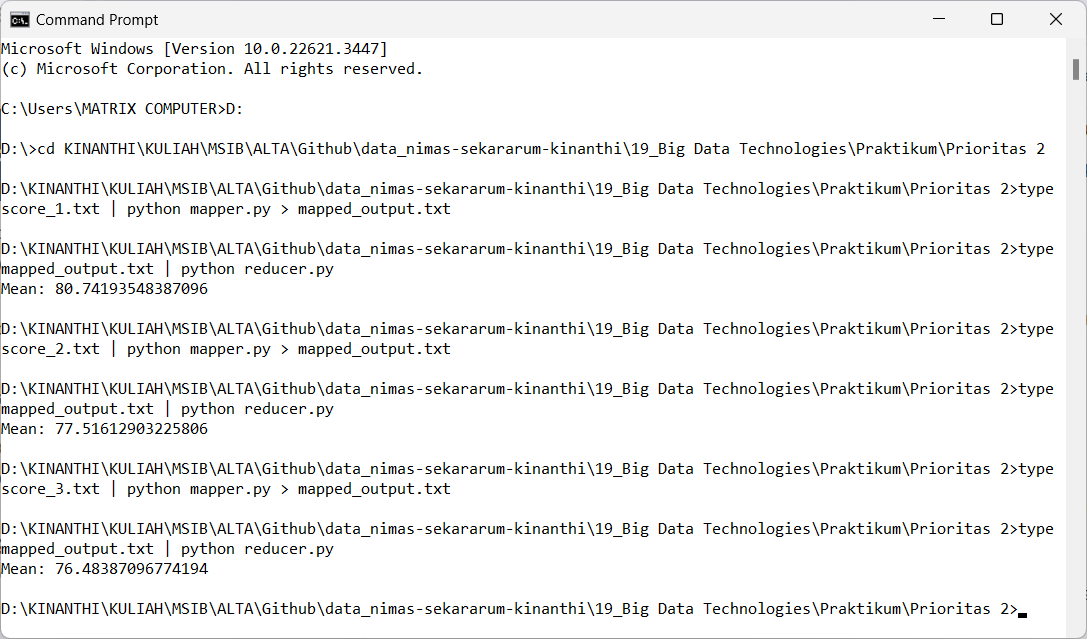 Command Prompt
Microsoft Windows [Version 10.0.22621.3447]
(c) Microsoft Corporation. All rights reserved.
C:\Users\MATRIX COMPUTER>D:
D:\>cd KINANTHI\KULIAH\MSIB\ALTA\Github\data_nimas-sekararum-kinanthi\19_Big Data Technologies\Praktikum\Prioritas 2
D:\KINANTHI\KULIAH\MSIB\ALTA\Github\data_nimas-sekararum-kinanthi\19_Big Data Technologies\Praktikum\Prioritas 2>type
score_1.txt | python mapper.py > mapped_output.txt
D:\KINANTHI\KULIAH\MSIB\ALTA\Github\data_nimas-sekararum-kinanthi\19_Big Data Technologies\Praktikum\Prioritas 2>type
mapped_output.txt | python reducer.py
Mean: 80.74193548387096
D:\KINANTHI\KULIAH\MSIB\ALTA\Github\data_nimas-sekararum-kinanthi\19_Big Data Technologies\Praktikum\Prioritas 2>type
score_2.txt | python mapper.py > mapped_output.txt
D:\KINANTHI\KULIAH\MSIB\ALTA\Github\data_nimas-sekararum-kinanthi\19_Big Data Technologies\Praktikum\Prioritas 2>type
mapped_output.txt | python reducer.py
Mean: 77.51612903225806
D:\KINANTHI\KULIAH\MSIB\ALTA\Github\data_nimas-sekararum-kinanthi\19_Big Data Technologies\Praktikum\Prioritas 2>type
score_3.txt | python mapper.py > mapped_output.txt
D:\KINANTHI\KULIAH\MSIB\ALTA\Github\data_nimas-sekararum-kinanthi\19_Big Data Technologies\Praktikum\Prioritas 2>type
mapped_output.txt | python reducer.py
Mean: 76.48387096774194
D:\KINANTHI\KULIAH\MSIB\ALTA\Github\data_nimas-sekararum-kinanthi\19_Big Data Technologies\Praktikum\Prioritas 2>